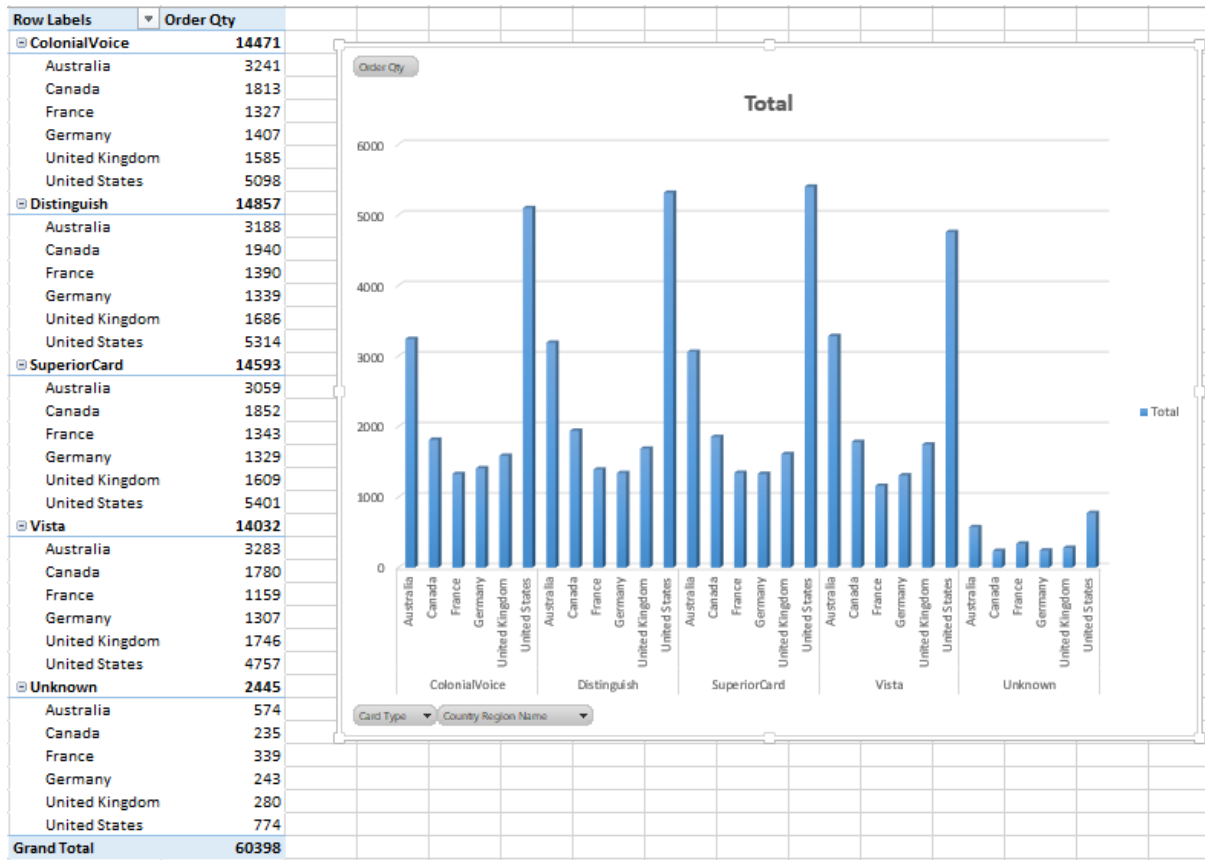 Row Labels Order Qty
ColonialVoice 14471
Australia 3241
Canada 1813
France 1327
Germany 1407
United Kingdom 1585
United States 5098
Distinguish 14857
Australia 3188
Canada 1940
France 1390
Germany 1339
United Kingdom 1686
United States 5314
SuperiorCard 14593
Australia 3059
Canada 1852
France 1343
Germany 1329
United Kingdom 1609
United States 5401
Vista 14032
Australia 3283
Canada 1780
France 1159
Germany 1307
United Kingdom 1746
United States 4757
Unknown 2445
Australia 574
Canada 235
France 339
Germany 243
United Kingdom 280
United States 774
Grand Total 60398
Order Qty
Total
6000
5000
4000
3000
2000
1000
0
Australia
Canada
France
Germany
United Kingdom
United States
Australia
Canada
France
Germany
United Kingdom
United States
Australia
Canada
France
Germany
United Kingdom
United States
Australia
Canada
France
Germany
United Kingdom
United States
Australia
Canada
France
Germany
United Kingdom
United States
ColonialVoice Distinguish SuperiorCard Vista Unknown
Total
Card Type Country Region Name